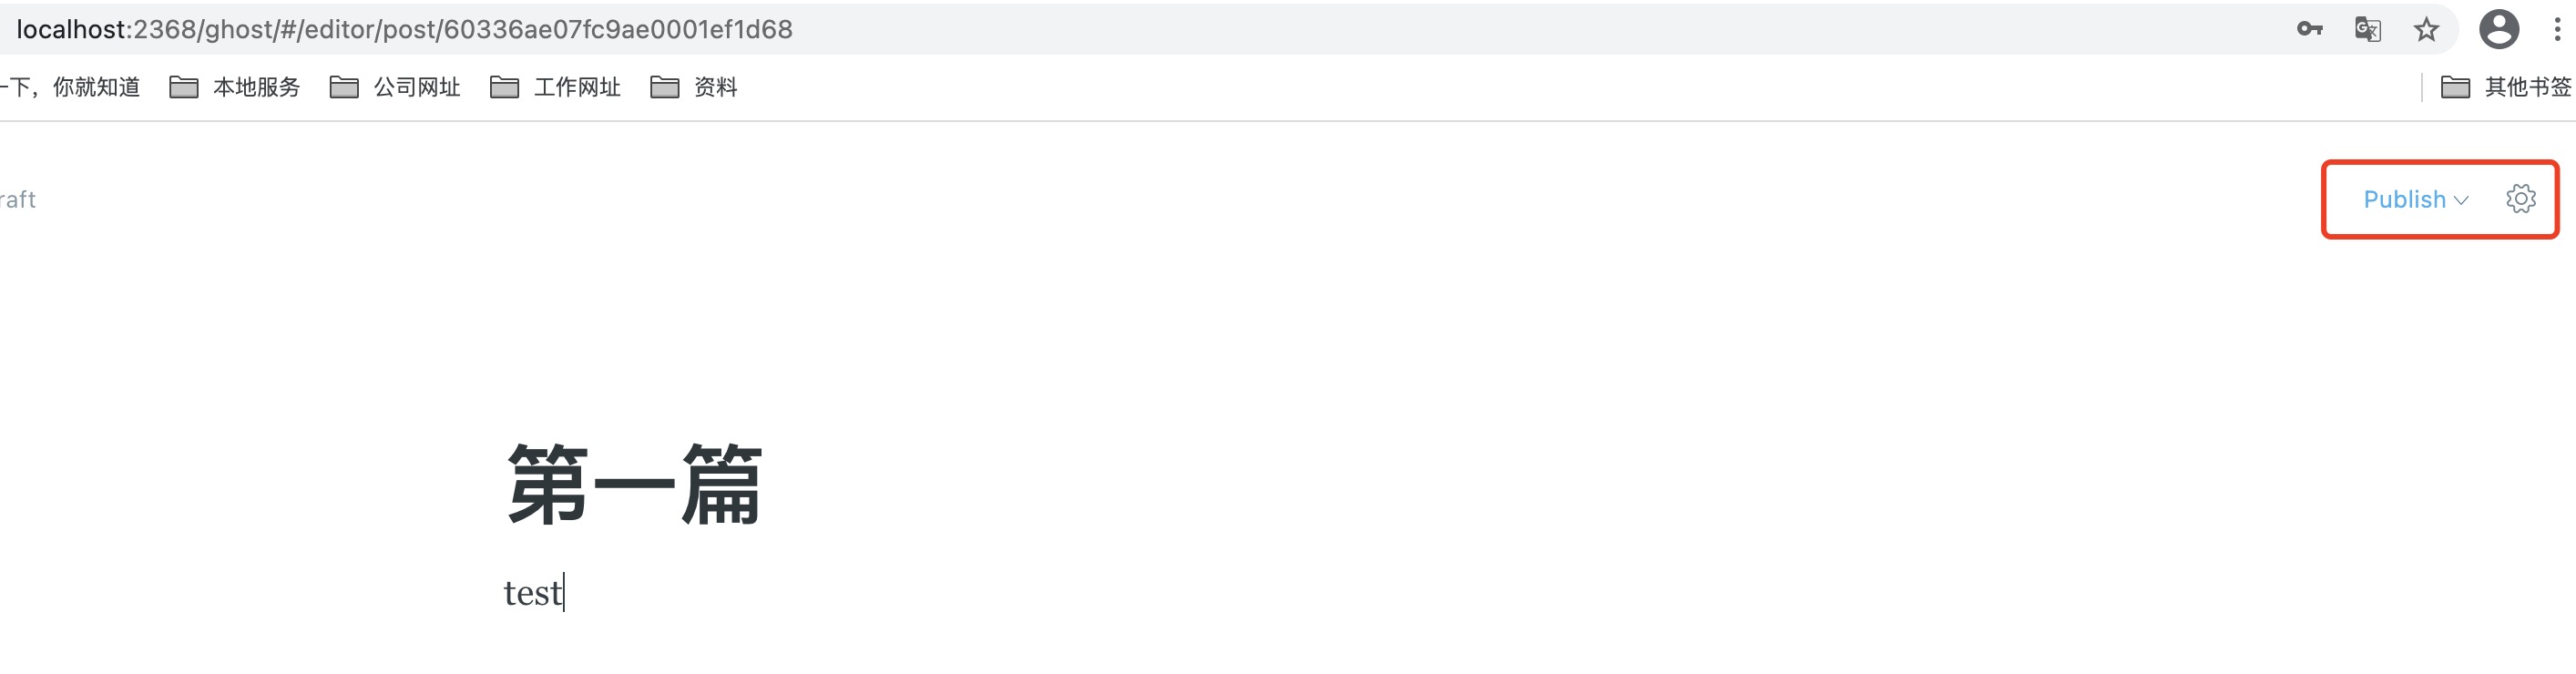 localhost:2368/ghost/#/editor/post/60336ae07fc9ae0001ef1d68
一下，你就知道 本地服务 公司网址 工作网址 资料 其他书签
raft Publish
第一篇
test